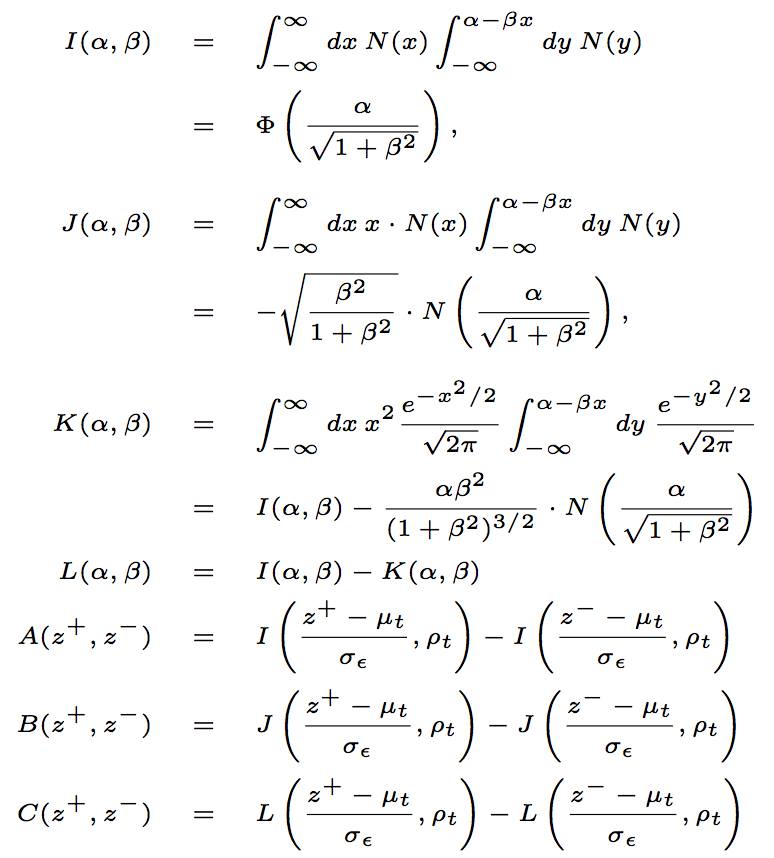 I(α, β) = ∫_{−∞}^{∞} dx N(x) ∫_{−∞}^{α−βx} dy N(y)
= Φ ( α / √(1 + β²) ) ,
J(α, β) = ∫_{−∞}^{∞} dx x · N(x) ∫_{−∞}^{α−βx} dy N(y)
= −√( β² / (1 + β²) ) · N ( α / √(1 + β²) ) ,
K(α, β) = ∫_{−∞}^{∞} dx x² e^{−x²/2} / √(2π) ∫_{−∞}^{α−βx} dy e^{−y²/2} / √(2π)
= I(α, β) − αβ² / (1 + β²)^{3/2} · N ( α / √(1 + β²) )
L(α, β) = I(α, β) − K(α, β)
A(z⁺, z⁻) = I ( (z⁺ − μ_t) / σ_ϵ , ρ_t ) − I ( (z⁻ − μ_t) / σ_ϵ , ρ_t )
B(z⁺, z⁻) = J ( (z⁺ − μ_t) / σ_ϵ , ρ_t ) − J ( (z⁻ − μ_t) / σ_ϵ , ρ_t )
C(z⁺, z⁻) = L ( (z⁺ − μ_t) / σ_ϵ , ρ_t ) − L ( (z⁻ − μ_t) / σ_ϵ , ρ_t )